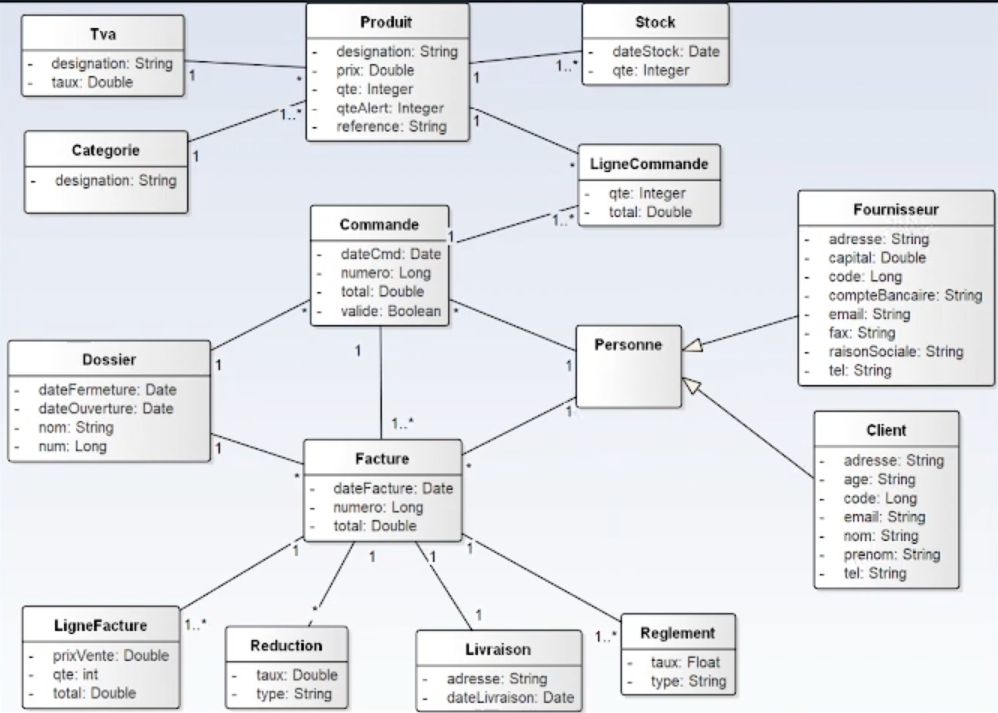 Tva
- designation: String
- taux: Double
1
*
Produit
- designation: String
- prix: Double
- qte: Integer
- qteAlert: Integer
- reference: String
1
1..*
Stock
- dateStock: Date
- qte: Integer
Categorie
- designation: String
1
1..*
1
*
LigneCommande
- qte: Integer
- total: Double
1
1..*
Commande
- dateCmd: Date
- numero: Long
- total: Double
- valide: Boolean
*
1
*
1
1
1..*
Fournisseur
- adresse: String
- capital: Double
- code: Long
- compteBancaire: String
- email: String
- fax: String
- raisonSociale: String
- tel: String
Personne
Dossier
- dateFermeture: Date
- dateOuverture: Date
- nom: String
- num: Long
1
*
Client
- adresse: String
- age: String
- code: Long
- email: String
- nom: String
- prenom: String
- tel: String
Facture
- dateFacture: Date
- numero: Long
- total: Double
*
1
1
1..*
1
*
1
1
1
1..*
LigneFacture
- prixVente: Double
- qte: int
- total: Double
Reduction
- taux: Double
- type: String
Livraison
- adresse: String
- dateLivraison: Date
Reglement
- taux: Float
- type: String